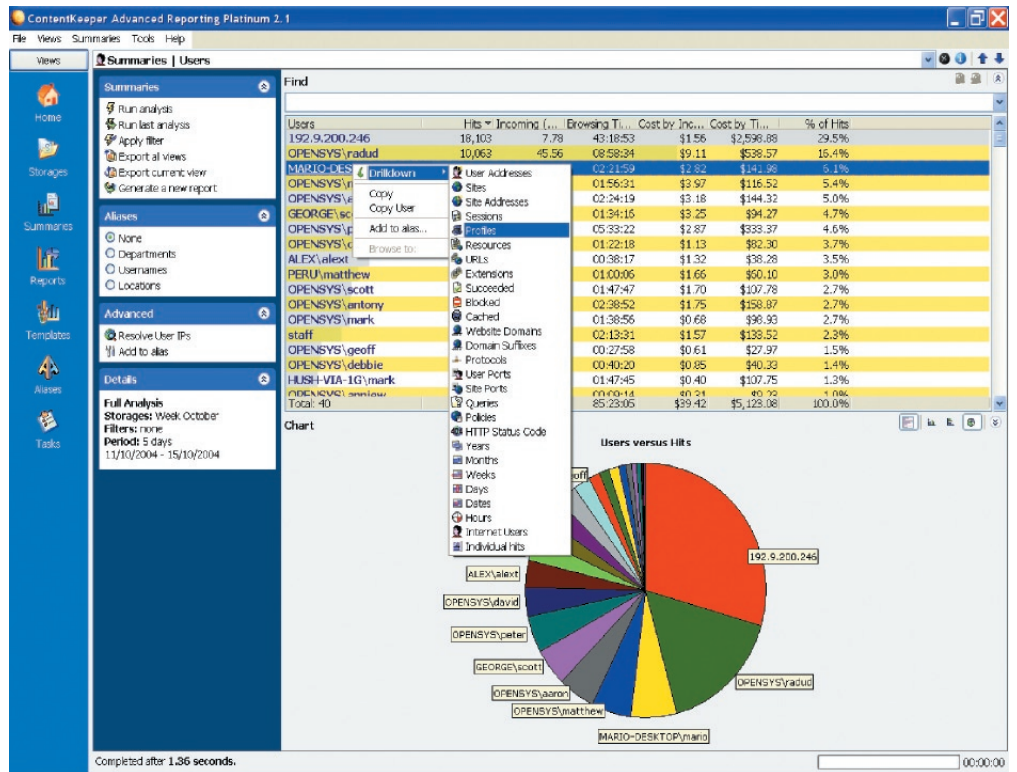 ContentKeeper Advanced Reporting Platinum 2.1
File Views Summaries Tools Help
Views
Summaries | Users
Home
Storages
Summaries
Reports
Templates
Aliases
Tasks
Summaries
Run analysis
Run last analysis
Apply filter
Export all views
Export current view
Generate a new report
Aliases
None
Departments
Usernames
Locations
Advanced
Resolve User IPs
Add to alias
Details
Full Analysis
Storages: Week October
Filters: none
Period: 5 days
11/10/2004 - 15/10/2004
Find
Users Hits Incoming (... Browsing Ti... Cost by Inc... Cost by Ti... % of Hits
192.9.200.246 18,103 7.78 43:18:53 $1.56 $2,598.88 29.5%
OPENSYS\radud 10,063 45.56 08:58:34 $9.11 $538.57 16.4%
MARIO-DES 02:21:59 $2.82 $141.98 6.1%
OPENSYS\ 01:56:31 $3.97 $116.52 5.4%
OPENSYS\a 02:24:19 $3.18 $144.32 5.0%
GEORGE\sc 01:34:16 $3.25 $94.27 4.7%
OPENSYS\p 05:33:22 $2.87 $333.37 4.6%
OPENSYS\ 01:22:18 $1.13 $82.30 3.7%
ALEX\alext 00:38:17 $1.32 $38.28 3.5%
PERU\matthew 01:00:06 $1.66 $60.10 3.0%
OPENSYS\scott 01:47:47 $1.70 $107.78 2.7%
OPENSYS\antony 02:38:52 $1.75 $158.87 2.7%
OPENSYS\mark 01:38:56 $0.68 $98.93 2.7%
staff 02:13:31 $1.57 $133.52 2.3%
OPENSYS\geoff 00:27:58 $0.61 $27.97 1.5%
OPENSYS\debbie 00:40:20 $0.85 $40.33 1.4%
HUSH-VIA-1G\mark 01:47:45 $0.40 $107.75 1.3%
Total: 40 85:23:05 $39.42 $5,123.08 100.0%
Drilldown
Copy
Copy User
Add to alias...
Browse to:
User Addresses
Sites
Site Addresses
Sessions
Profiles
Resources
URLs
Extensions
Succeeded
Blocked
Cached
Website Domains
Domain Suffixes
Protocols
User Ports
Site Ports
Queries
Policies
HTTP Status Code
Years
Months
Weeks
Days
Dates
Hours
Internet Users
Individual hits
Chart
Users versus Hits
off
192.9.200.246
ALEX\alext
OPENSYS\david
OPENSYS\peter
GEORGE\scott
OPENSYS\aaron
OPENSYS\matthew
OPENSYS\radud
MARIO-DESKTOP\mario
Completed after 1.36 seconds.
00:00:00